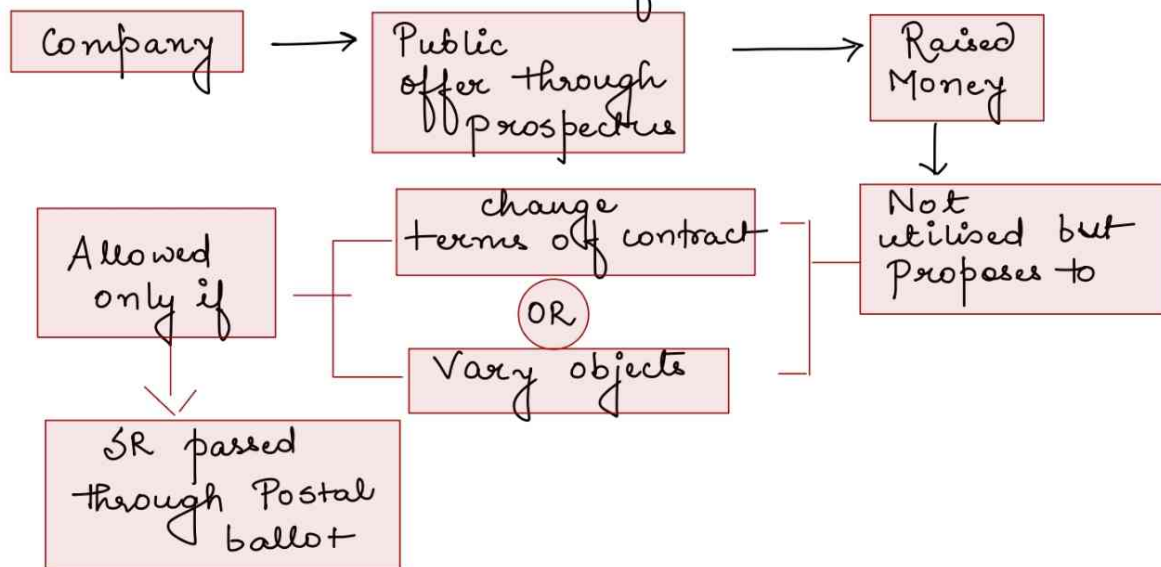 Company
Public
offer through
prospectus
Raised
Money
Not
utilised but
Proposes to
change
terms of contract
OR
Vary objects
Allowed
only if
SR passed
through Postal
ballot